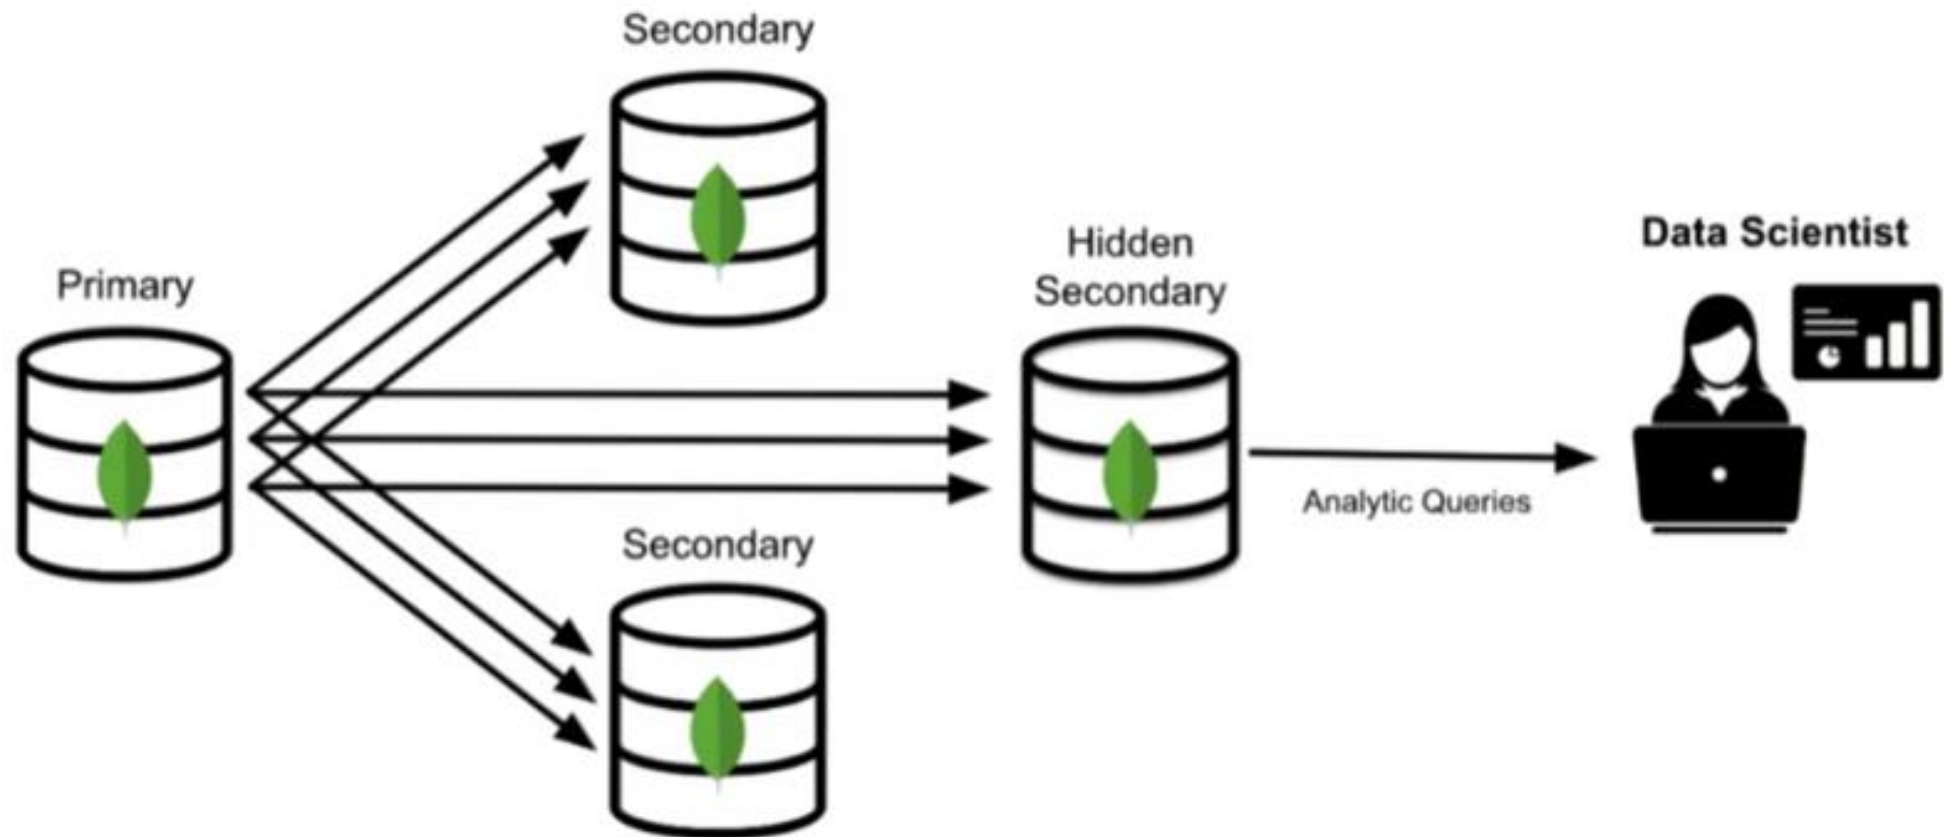 Secondary
Primary
Hidden
Secondary
Data Scientist
Analytic Queries
Secondary